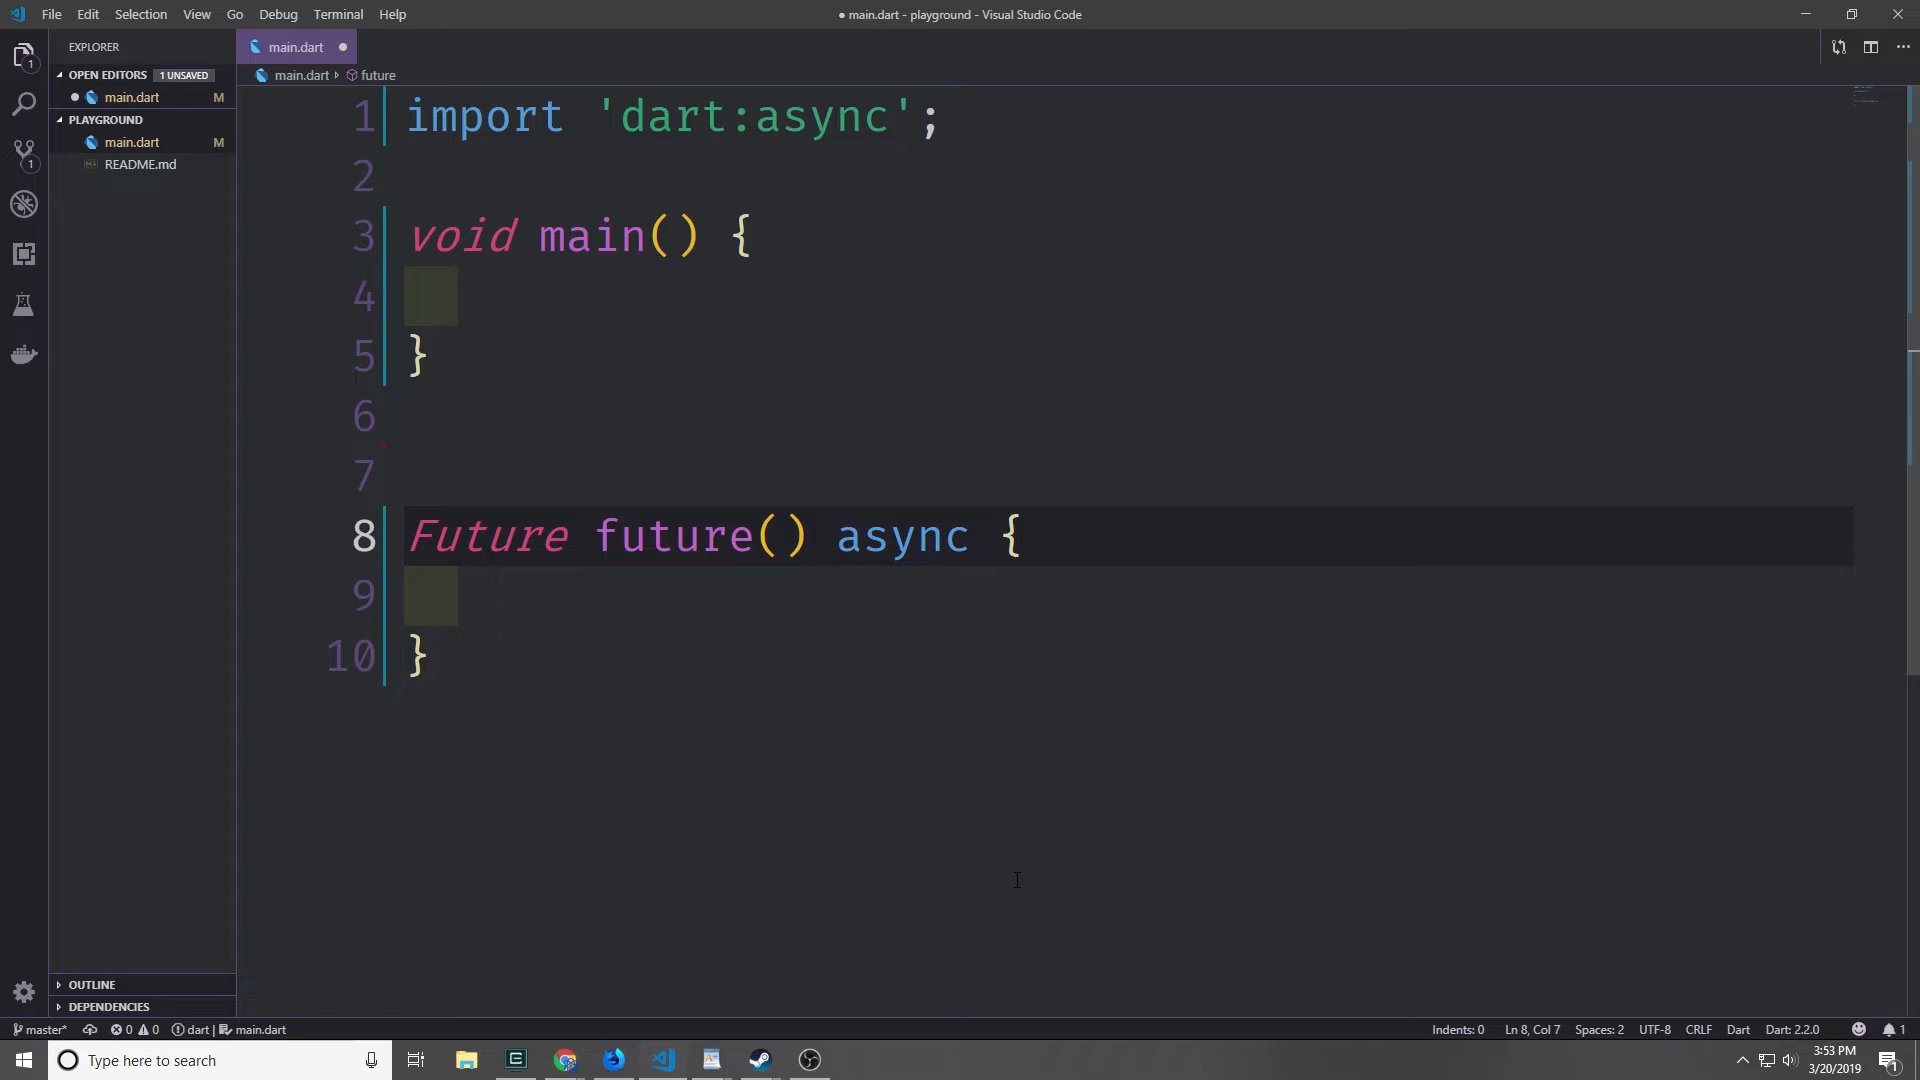 File Edit Selection View Go Debug Terminal Help
● main.dart - playground - Visual Studio Code
EXPLORER
main.dart
OPEN EDITORS 1 UNSAVED
main.dart future
main.dart M
PLAYGROUND
main.dart M
README.md
1 import 'dart:async';
2
3 void main() {
4
5 }
6
7
8 Future future() async {
9
10 }
1
1
OUTLINE
DEPENDENCIES
master* 0 0 dart | main.dart
Indents: 0 Ln 8, Col 7 Spaces: 2 UTF-8 CRLF Dart Dart: 2.2.0 1
Type here to search
3:53 PM
3/20/2019
1